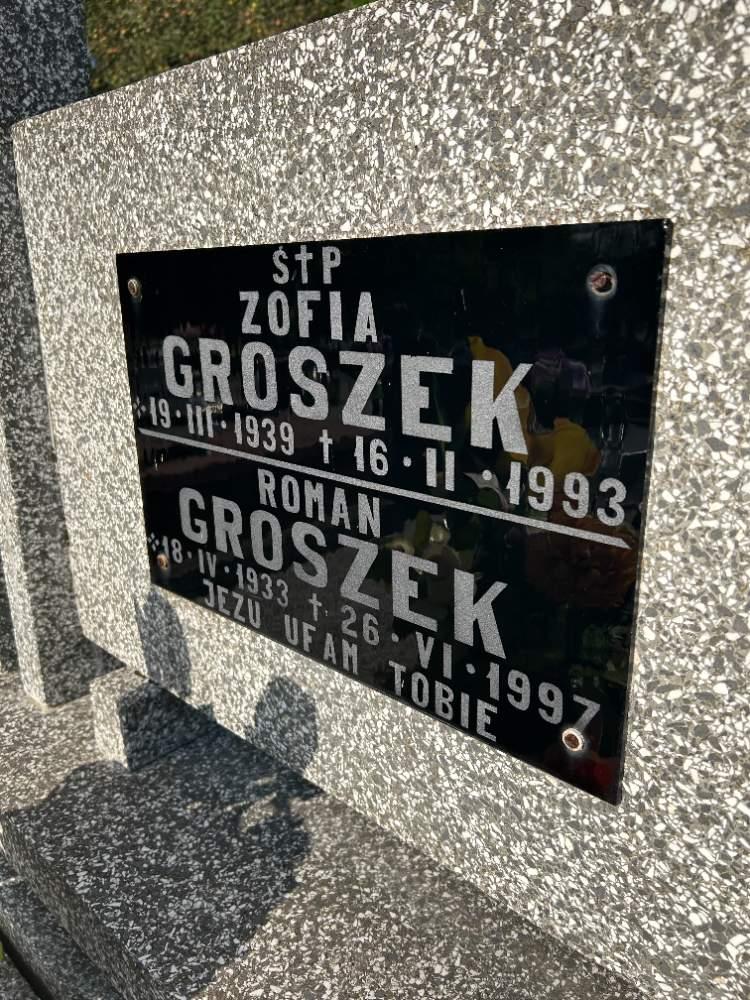 Ś†P
ZOFIA
GROSZEK
*19·III·1939 †16·II·1993
ROMAN
GROSZEK
*18·IV·1933 †26·VI·1997
JEZU UFAM TOBIE